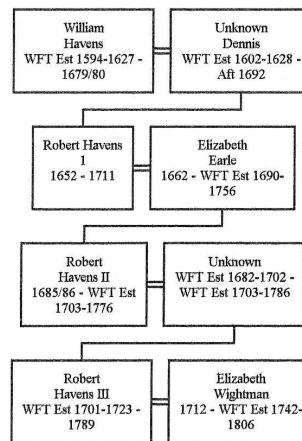 William
Havens
WFT Est 1594-1627 -
1679/80
Unknown
Dennis
WFT Est 1602-1628 -
Aft 1692
Robert Havens
1
1652 - 1711
Elizabeth
Earle
1662 - WFT Est 1690-
1756
Robert
Havens II
1685/86 - WFT Est
1703-1776
Unknown
WFT Est 1682-1702 -
WFT Est 1703-1786
Robert
Havens III
WFT Est 1701-1723 -
1789
Elizabeth
Wightman
1712 - WFT Est 1742-
1806